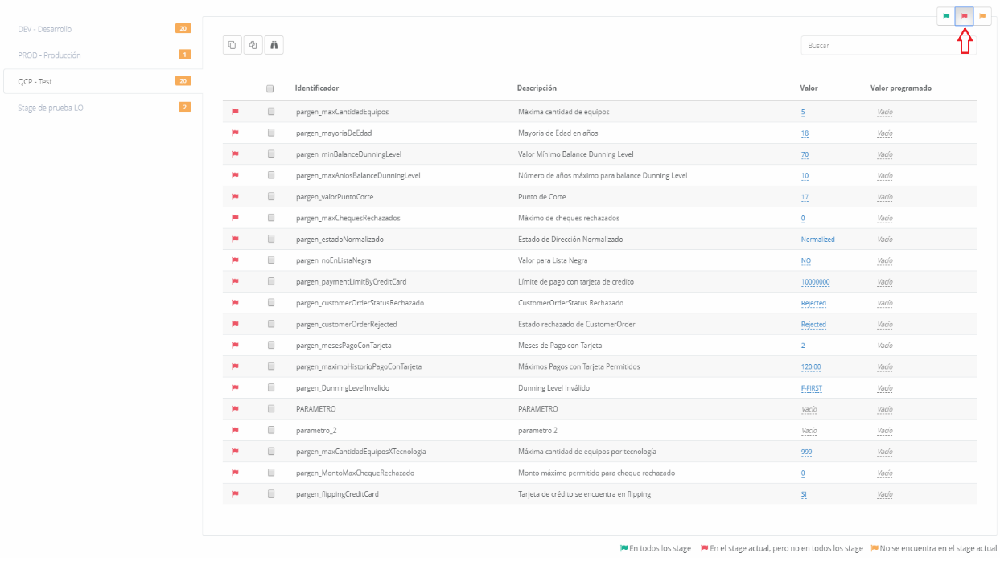 DEV - Desarrollo 20
PROD - Producción 1
QCP - Test 20
Stage de prueba LO 2
Buscar
Identificador Descripción Valor Valor programado
pargen_maxCantidadEquipos Máxima cantidad de equipos 5 Vacío
pargen_mayoriaDeEdad Mayoria de Edad en años 18 Vacío
pargen_minBalanceDunningLevel Valor Mínimo Balance Dunning Level 70 Vacío
pargen_maxAniosBalanceDunningLevel Número de años máximo para balance Dunning Level 10 Vacío
pargen_valorPuntoCorte Punto de Corte 17 Vacío
pargen_maxChequesRechazados Máximo de cheques rechazados 0 Vacío
pargen_estadoNormalizado Estado de Dirección Normalizado Normalized Vacío
pargen_noEnListaNegra Valor para Lista Negra NO Vacío
pargen_paymentLimitByCreditCard Límite de pago con tarjeta de credito 10000000 Vacío
pargen_customerOrderStatusRechazado CustomerOrderStatus Rechazado Rejected Vacío
pargen_customerOrderRejected Estado rechazado de CustomerOrder Rejected Vacío
pargen_mesesPagoConTarjeta Meses de Pago con Tarjeta 2 Vacío
pargen_maximoHistorioPagoConTarjeta Máximos Pagos con Tarjeta Permitidos 120.00 Vacío
pargen_DunningLevelInvalido Dunning Level Inválido F-FIRST Vacío
PARAMETRO PARAMETRO Vacío Vacío
parametro_2 parametro 2 Vacío Vacío
pargen_maxCantidadEquiposXTecnologia Máxima cantidad de equipos por tecnología 999 Vacío
pargen_MontoMaxChequeRechazado Monto máximo permitido para cheque rechazado 0 Vacío
pargen_flippingCreditCard Tarjeta de crédito se encuentra en flipping SI Vacío
En todos los stage En el stage actual, pero no en todos los stage No se encuentra en el stage actual